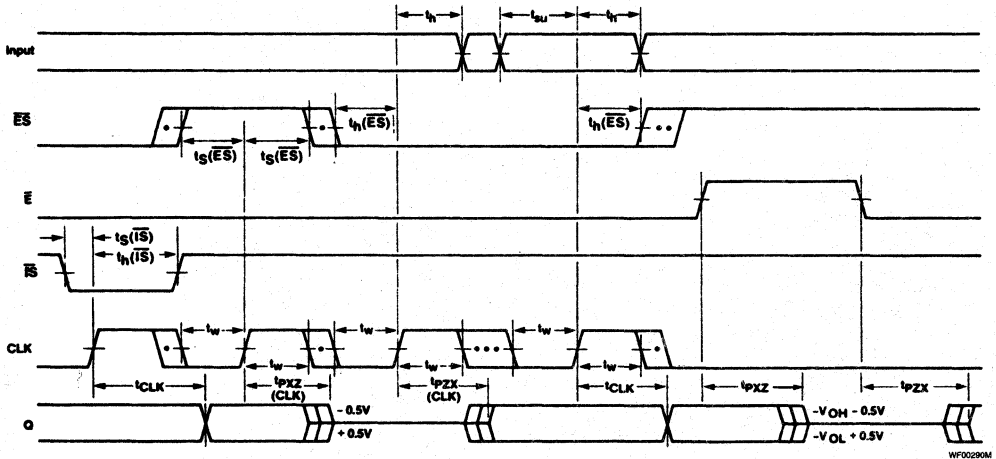 th tsu th
Input
ES
tS(ES) tS(ES) th(ES) th(ES)
E
tS(IS)
th(IS)
IS
CLK
tw tw tw
tw tw tw
tCLK tPXZ (CLK) tPZX (CLK) tCLK tPXZ tPZX
Q
– 0.5V
+ 0.5V
–VOH – 0.5V
–VOL + 0.5V
WF00290M